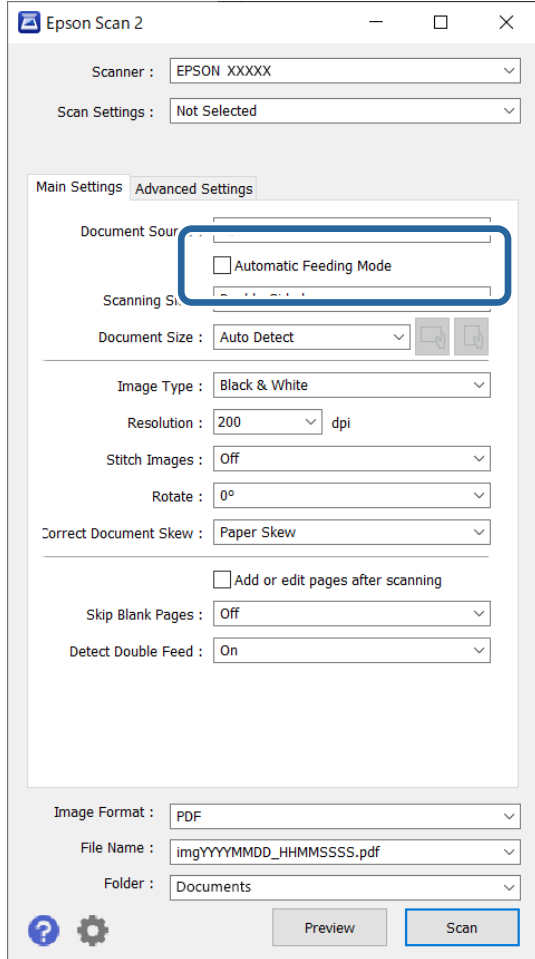 Epson Scan 2
Scanner : EPSON XXXXX
Scan Settings : Not Selected
Main Settings Advanced Settings
Document
Automatic Feeding Mode
Scanning
Document Size : Auto Detect
Image Type : Black & White
Resolution : 200 dpi
Stitch Images : Off
Rotate : 0°
Correct Document Skew : Paper Skew
Add or edit pages after scanning
Skip Blank Pages : Off
Detect Double Feed : On
Image Format : PDF
File Name : imgYYYYMMDD_HHMMSSSS.pdf
Folder : Documents
? Preview Scan